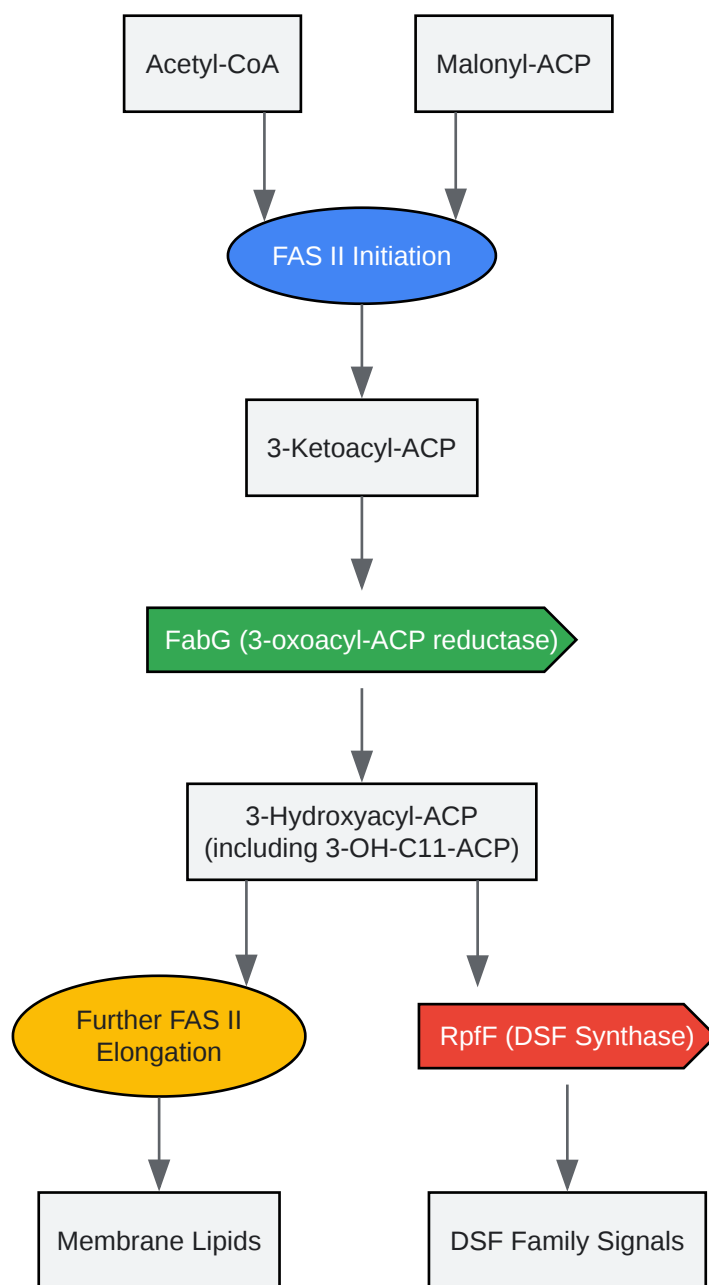 Acetyl-CoA
Malonyl-ACP
FAS II Initiation
3-Ketoacyl-ACP
FabG (3-oxoacyl-ACP reductase)
3-Hydroxyacyl-ACP
(including 3-OH-C11-ACP)
Further FAS II
Elongation
RpfF (DSF Synthase)
Membrane Lipids
DSF Family Signals